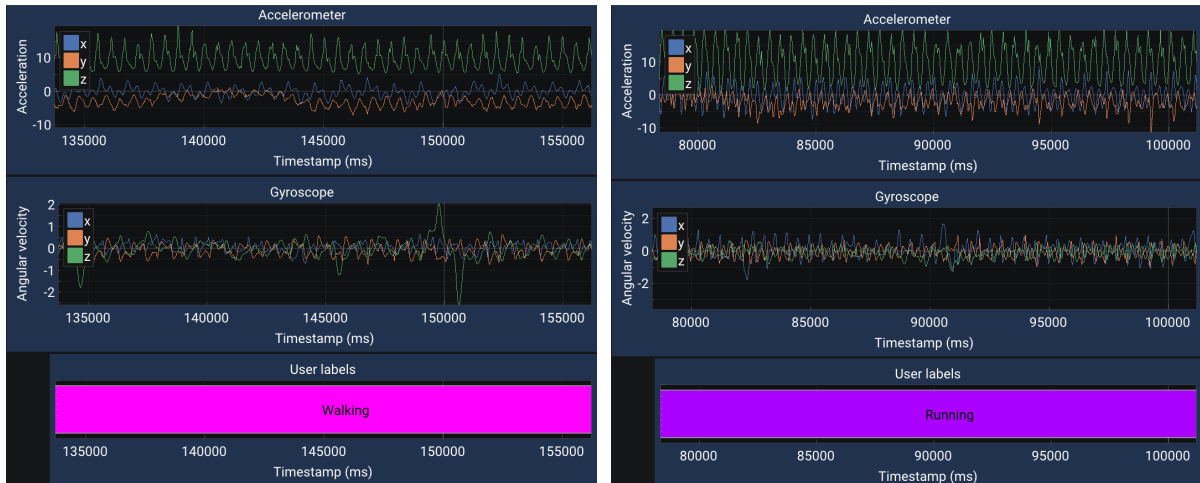 Accelerometer
Acceleration
x
y
z
10
0
-10
135000 140000 145000 150000 155000
Timestamp (ms)
Gyroscope
Angular velocity
x
y
z
2
1
0
-1
-2
135000 140000 145000 150000 155000
Timestamp (ms)
User labels
Walking
135000 140000 145000 150000 155000
Timestamp (ms)
Accelerometer
Acceleration
x
y
z
10
0
-10
80000 85000 90000 95000 100000
Timestamp (ms)
Gyroscope
Angular velocity
x
y
z
2
0
-2
80000 85000 90000 95000 100000
Timestamp (ms)
User labels
Running
80000 85000 90000 95000 100000
Timestamp (ms)